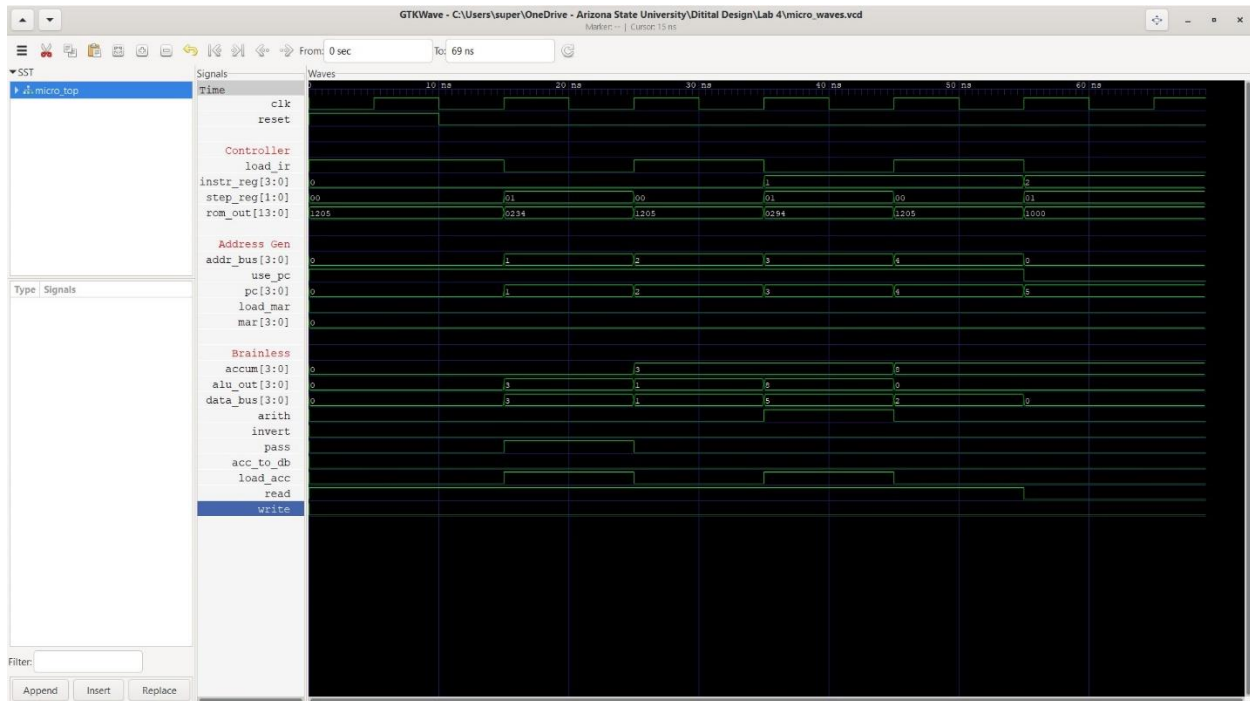 GTKWave - C:\Users\super\OneDrive - Arizona State University\Ditital Design\Lab 4\micro_waves.vcd
Marker: -- | Cursor: 15 ns
From: 0 sec To: 69 ns
SST
micro_top
Type Signals
Filter:
Append Insert Replace
Signals Waves
Time 0 10 ns 20 ns 30 ns 40 ns 50 ns 60 ns
clk
reset
Controller
load_ir
instr_reg[3:0] 0 1 2
step_reg[1:0] 00 01 00 01 00 01
rom_out[13:0] 1205 0234 1205 0294 1205 1000
Address Gen
addr_bus[3:0] 0 1 2 3 4 0
use_pc
pc[3:0] 0 1 2 3 4 5
load_mar
mar[3:0] 0
Brainless
accum[3:0] 0 3 8
alu_out[3:0] 0 3 1 8 0
data_bus[3:0] 0 3 1 5 2 0
arith
invert
pass
acc_to_db
load_acc
read
write